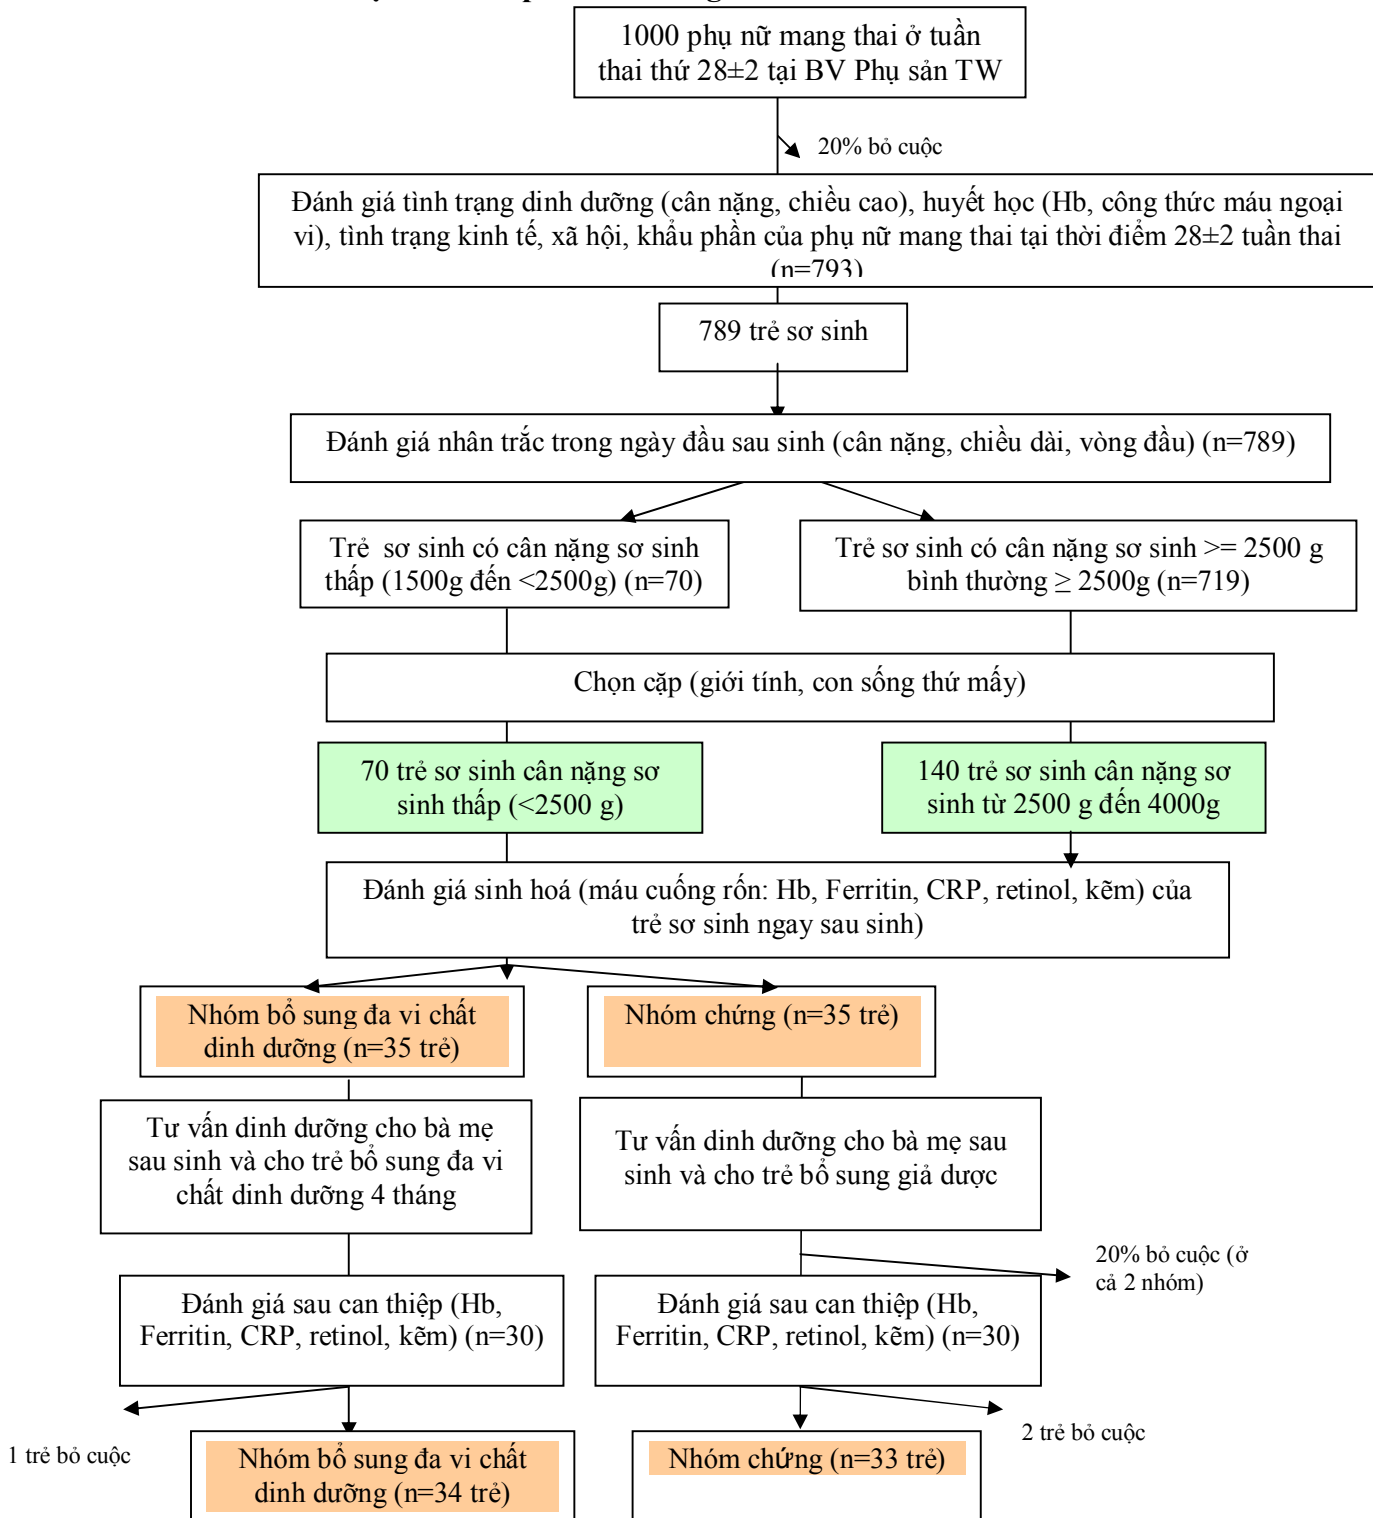 1000 phụ nữ mang thai ở tuần
thai thứ 28±2 tại BV Phụ sản TW
20% bỏ cuộc
Đánh giá tình trạng dinh dưỡng (cân nặng, chiều cao), huyết học (Hb, công thức máu ngoại
vi), tình trạng kinh tế, xã hội, khẩu phần của phụ nữ mang thai tại thời điểm 28±2 tuần thai
(n=793)
789 trẻ sơ sinh
Đánh giá nhân trắc trong ngày đầu sau sinh (cân nặng, chiều dài, vòng đầu) (n=789)
Trẻ sơ sinh có cân nặng sơ sinh
thấp (1500g đến <2500g) (n=70)
Trẻ sơ sinh có cân nặng sơ sinh >= 2500 g
bình thường ≥ 2500g (n=719)
Chọn cặp (giới tính, con sống thứ mấy)
70 trẻ sơ sinh cân nặng sơ
sinh thấp (<2500 g)
140 trẻ sơ sinh cân nặng sơ
sinh từ 2500 g đến 4000g
Đánh giá sinh hoá (máu cuống rốn: Hb, Ferritin, CRP, retinol, kẽm) của
trẻ sơ sinh ngay sau sinh)
Nhóm bổ sung đa vi chất
dinh dưỡng (n=35 trẻ)
Nhóm chứng (n=35 trẻ)
Tư vấn dinh dưỡng cho bà mẹ
sau sinh và cho trẻ bổ sung đa vi
chất dinh dưỡng 4 tháng
Tư vấn dinh dưỡng cho bà mẹ sau
sinh và cho trẻ bổ sung giả dược
20% bỏ cuộc (ở
cả 2 nhóm)
Đánh giá sau can thiệp (Hb,
Ferritin, CRP, retinol, kẽm) (n=30)
Đánh giá sau can thiệp (Hb,
Ferritin, CRP, retinol, kẽm) (n=30)
1 trẻ bỏ cuộc
2 trẻ bỏ cuộc
Nhóm bổ sung đa vi chất
dinh dưỡng (n=34 trẻ)
Nhóm chứng (n=33 trẻ)